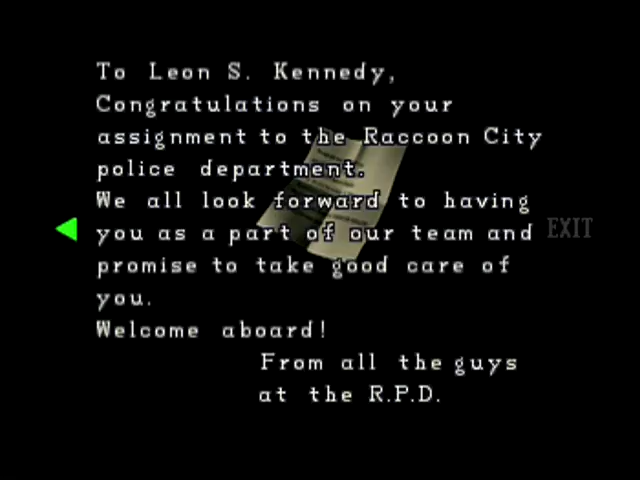 To Leon S. Kennedy,
Congratulations on your
assignment to the Raccoon City
police department.
We all look forward to having
you as a part of our team and
EXIT
promise to take good care of
you.
Welcome aboard!
From all the guys
at the R.P.D.